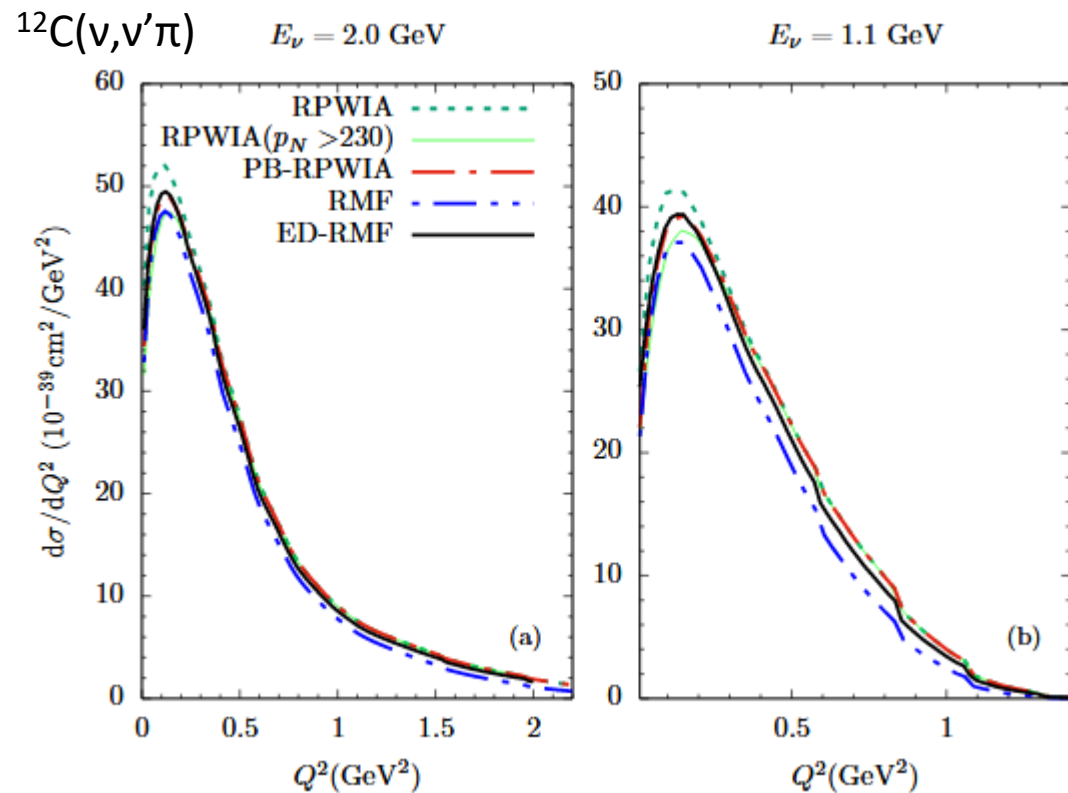 ¹²C(ν,ν’π)
E_ν = 2.0 GeV
E_ν = 1.1 GeV
dσ/dQ² (10⁻³⁹ cm²/GeV²)
60
50
40
30
20
10
0
RPWIA
RPWIA(p_N >230)
PB-RPWIA
RMF
ED-RMF
(a)
0 0.5 1 1.5 2
Q²(GeV²)
50
40
30
20
10
0
(b)
0.5 1
Q²(GeV²)